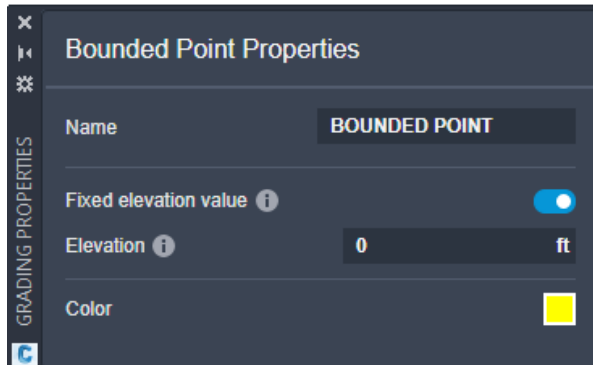 Bounded Point Properties
Name BOUNDED POINT
Fixed elevation value
Elevation 0 ft
Color
GRADING PROPERTIES